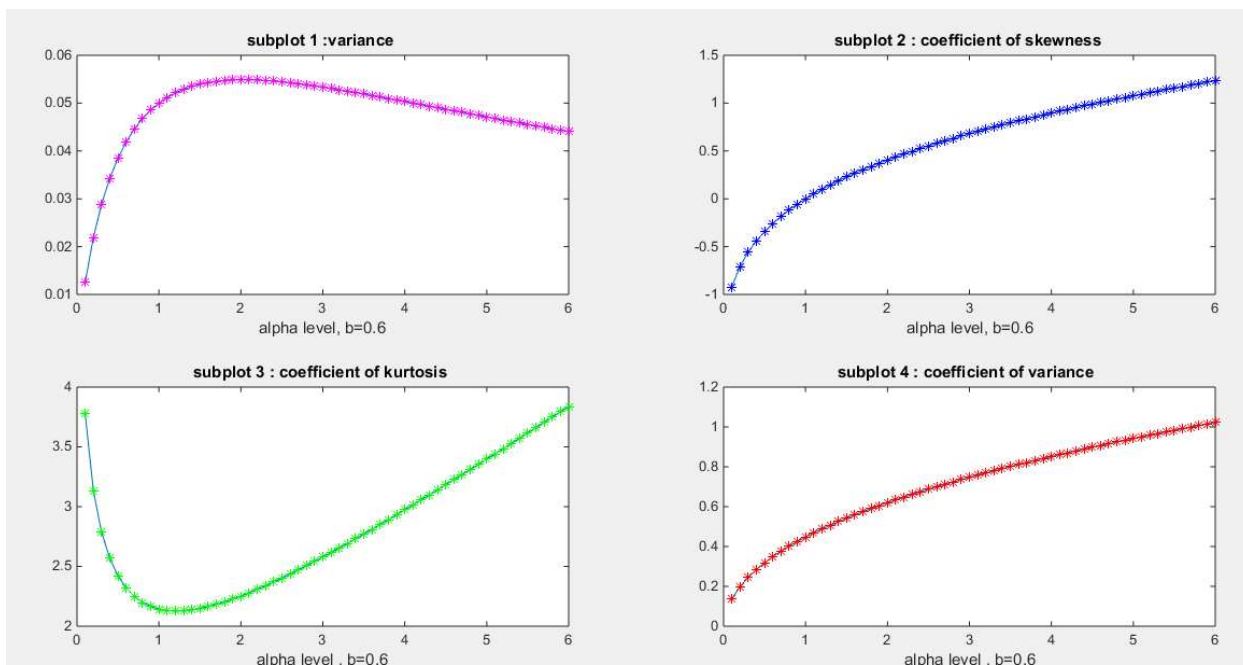 subplot 1 :variance
0.06
0.05
0.04
0.03
0.02
0.01
0 1 2 3 4 5 6
alpha level, b=0.6
subplot 2 : coefficient of skewness
1.5
1
0.5
0
-0.5
-1
0 1 2 3 4 5 6
alpha level, b=0.6
subplot 3 : coefficient of kurtosis
4
3.5
3
2.5
2
0 1 2 3 4 5 6
alpha level , b=0.6
subplot 4 : coefficient of variance
1.2
1
0.8
0.6
0.4
0.2
0
0 1 2 3 4 5 6
alpha level , b=0.6